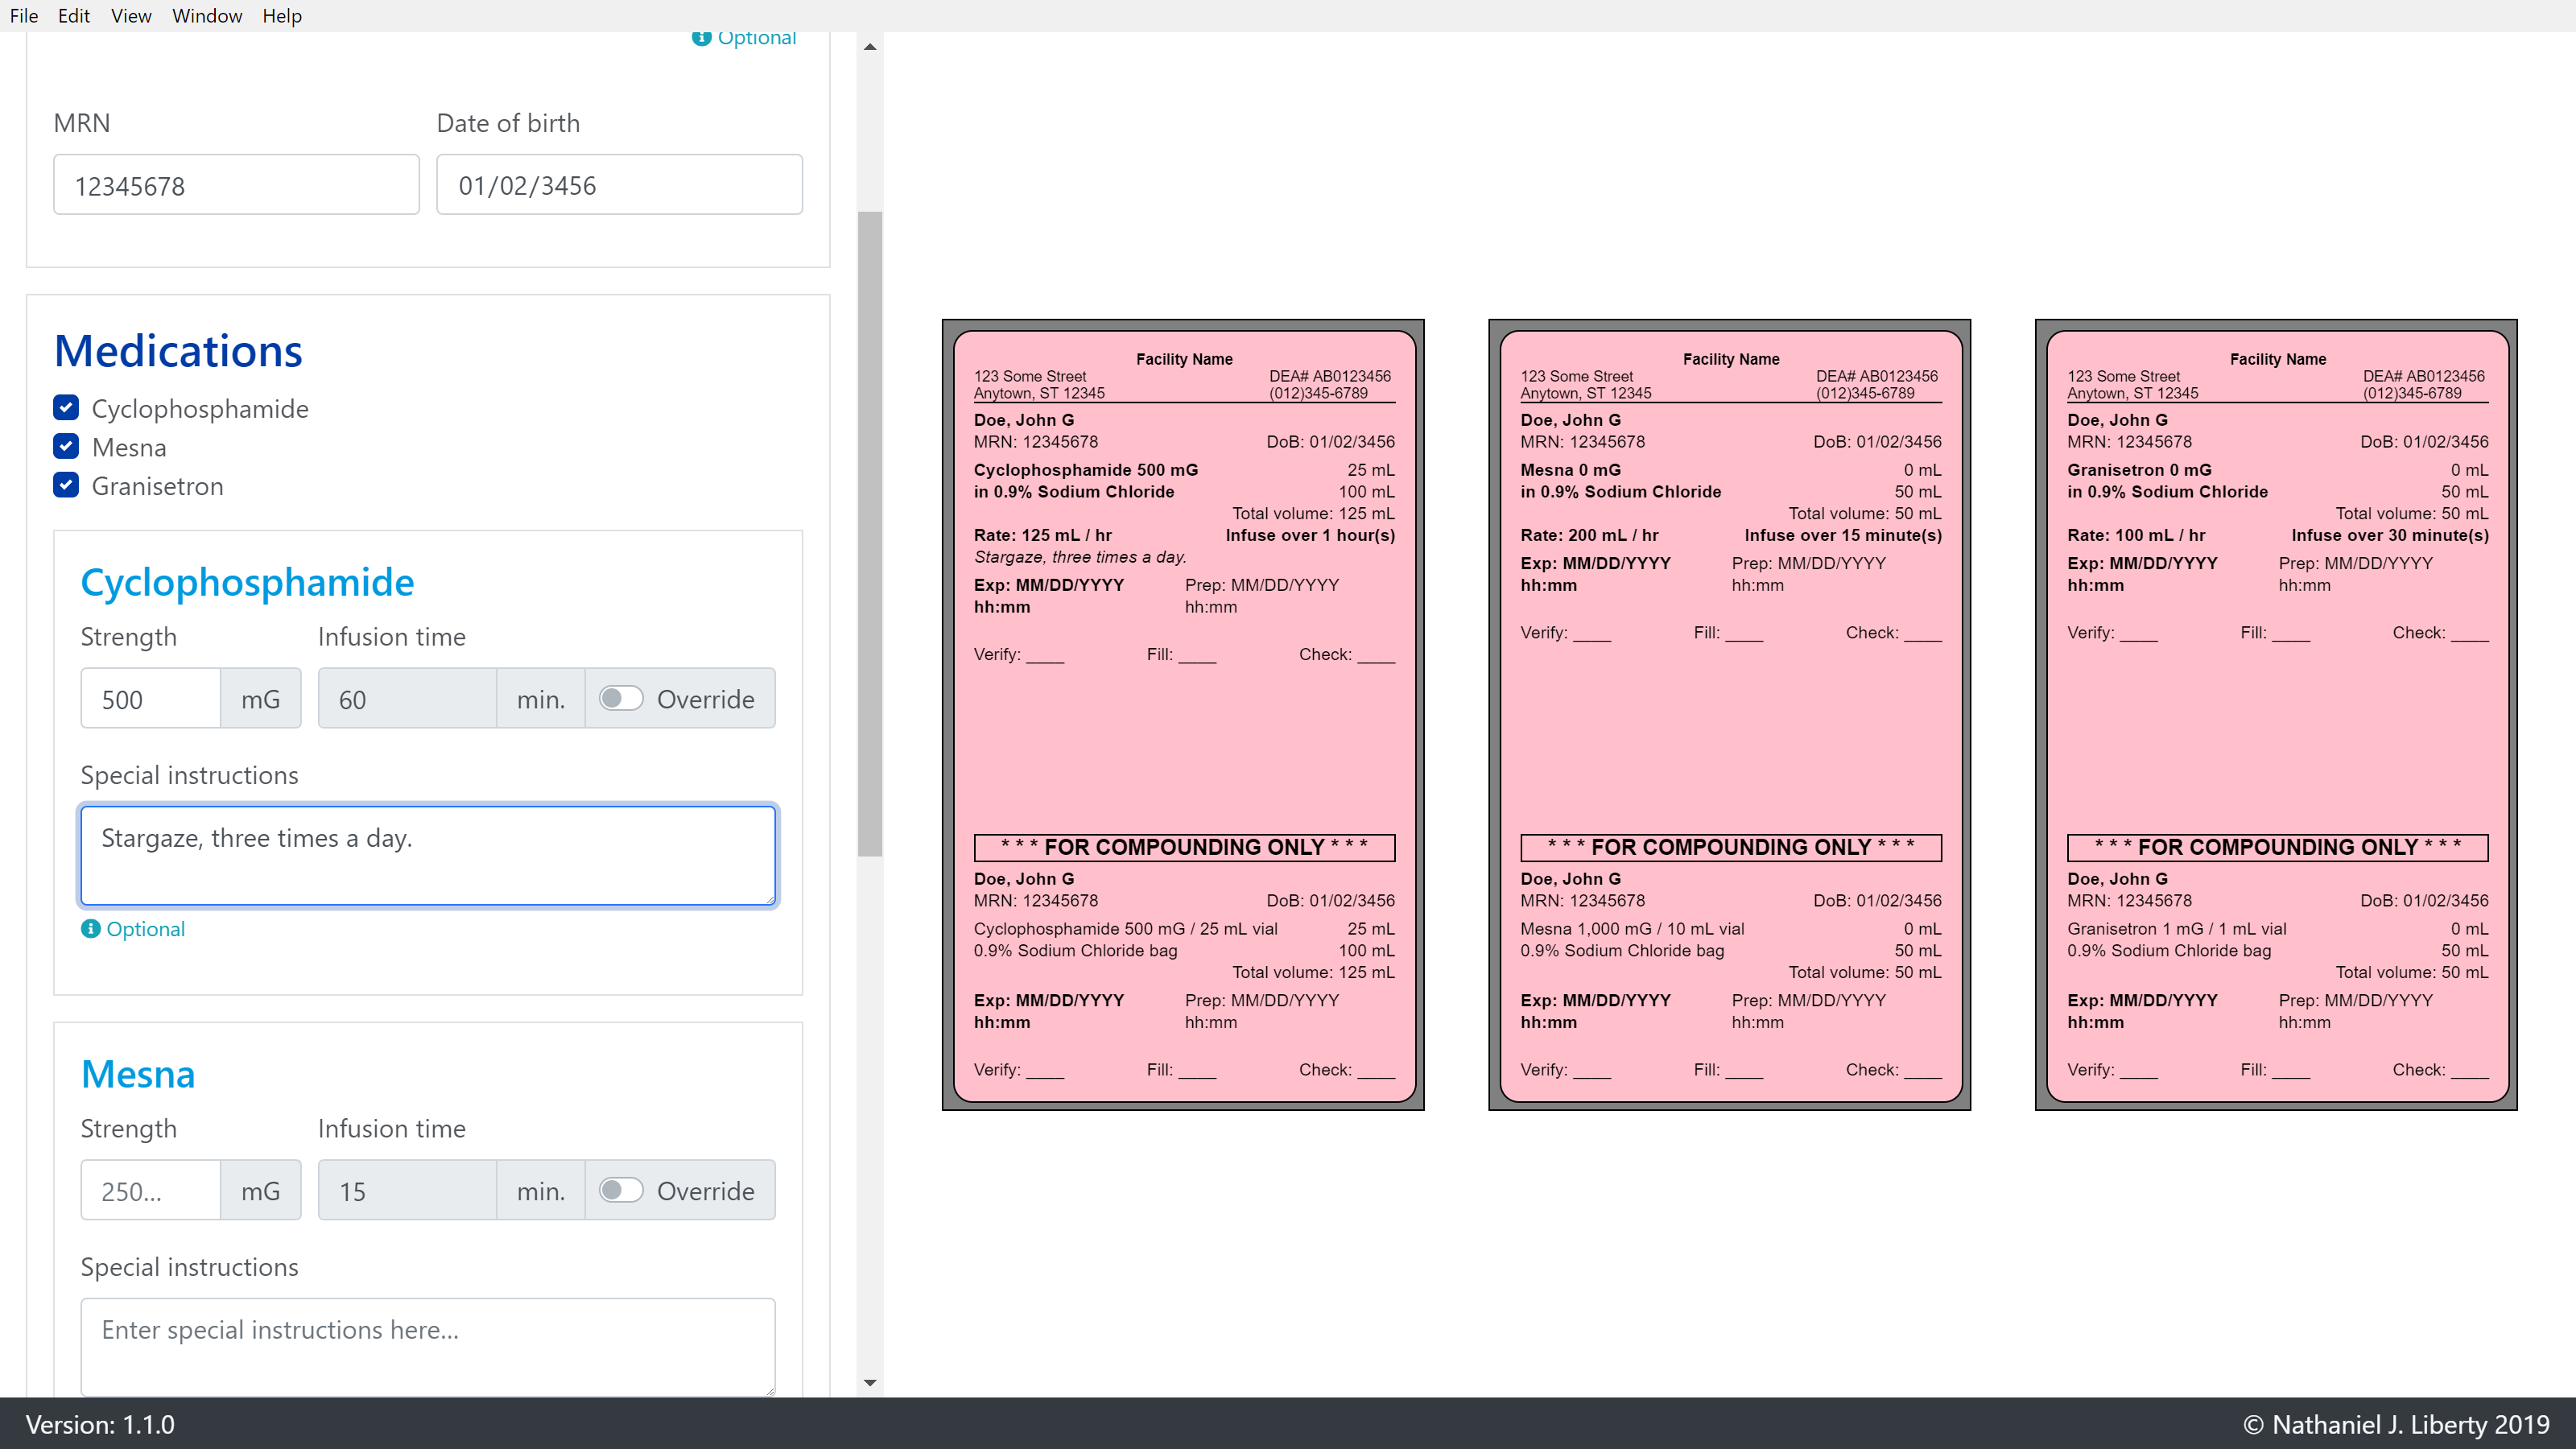 File Edit View Window Help
Optional
MRN Date of birth
12345678 01/02/3456
Medications
Cyclophosphamide
Mesna
Granisetron
Cyclophosphamide
Strength Infusion time
500 mG 60 min. Override
Special instructions
Stargaze, three times a day.
Optional
Mesna
Strength Infusion time
250... mG 15 min. Override
Special instructions
Enter special instructions here...
Facility Name
123 Some Street DEA# AB0123456
Anytown, ST 12345 (012)345-6789
Doe, John G
MRN: 12345678 DoB: 01/02/3456
Cyclophosphamide 500 mG 25 mL
in 0.9% Sodium Chloride 100 mL
Total volume: 125 mL
Rate: 125 mL / hr Infuse over 1 hour(s)
Stargaze, three times a day.
Exp: MM/DD/YYYY Prep: MM/DD/YYYY
hh:mm hh:mm
Verify: ____ Fill: ____ Check: ____
* * * FOR COMPOUNDING ONLY * * *
Doe, John G
MRN: 12345678 DoB: 01/02/3456
Cyclophosphamide 500 mG / 25 mL vial 25 mL
0.9% Sodium Chloride bag 100 mL
Total volume: 125 mL
Exp: MM/DD/YYYY Prep: MM/DD/YYYY
hh:mm hh:mm
Verify: ____ Fill: ____ Check: ____
Facility Name
123 Some Street DEA# AB0123456
Anytown, ST 12345 (012)345-6789
Doe, John G
MRN: 12345678 DoB: 01/02/3456
Mesna 0 mG 0 mL
in 0.9% Sodium Chloride 50 mL
Total volume: 50 mL
Rate: 200 mL / hr Infuse over 15 minute(s)
Exp: MM/DD/YYYY Prep: MM/DD/YYYY
hh:mm hh:mm
Verify: ____ Fill: ____ Check: ____
* * * FOR COMPOUNDING ONLY * * *
Doe, John G
MRN: 12345678 DoB: 01/02/3456
Mesna 1,000 mG / 10 mL vial 0 mL
0.9% Sodium Chloride bag 50 mL
Total volume: 50 mL
Exp: MM/DD/YYYY Prep: MM/DD/YYYY
hh:mm hh:mm
Verify: ____ Fill: ____ Check: ____
Facility Name
123 Some Street DEA# AB0123456
Anytown, ST 12345 (012)345-6789
Doe, John G
MRN: 12345678 DoB: 01/02/3456
Granisetron 0 mG 0 mL
in 0.9% Sodium Chloride 50 mL
Total volume: 50 mL
Rate: 100 mL / hr Infuse over 30 minute(s)
Exp: MM/DD/YYYY Prep: MM/DD/YYYY
hh:mm hh:mm
Verify: ____ Fill: ____ Check: ____
* * * FOR COMPOUNDING ONLY * * *
Doe, John G
MRN: 12345678 DoB: 01/02/3456
Granisetron 1 mG / 1 mL vial 0 mL
0.9% Sodium Chloride bag 50 mL
Total volume: 50 mL
Exp: MM/DD/YYYY Prep: MM/DD/YYYY
hh:mm hh:mm
Verify: ____ Fill: ____ Check: ____
Version: 1.1.0 © Nathaniel J. Liberty 2019